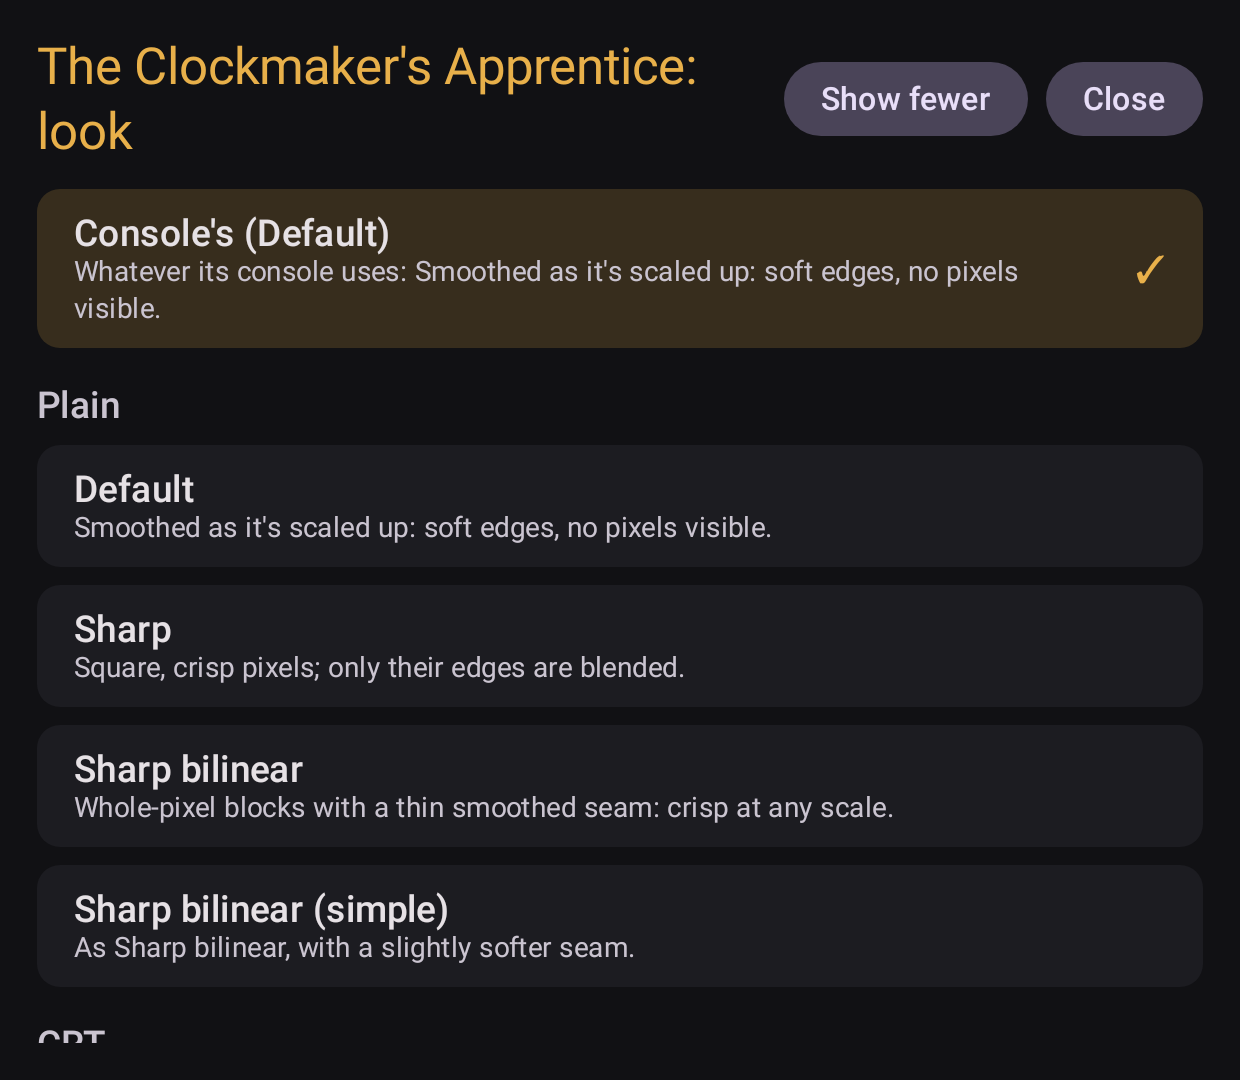 The Clockmaker's Apprentice:
look
Show fewer
Close
Console's (Default)
Whatever its console uses: Smoothed as it's scaled up: soft edges, no pixels
visible.
✓
Plain
Default
Smoothed as it's scaled up: soft edges, no pixels visible.
Sharp
Square, crisp pixels; only their edges are blended.
Sharp bilinear
Whole-pixel blocks with a thin smoothed seam: crisp at any scale.
Sharp bilinear (simple)
As Sharp bilinear, with a slightly softer seam.
CRT